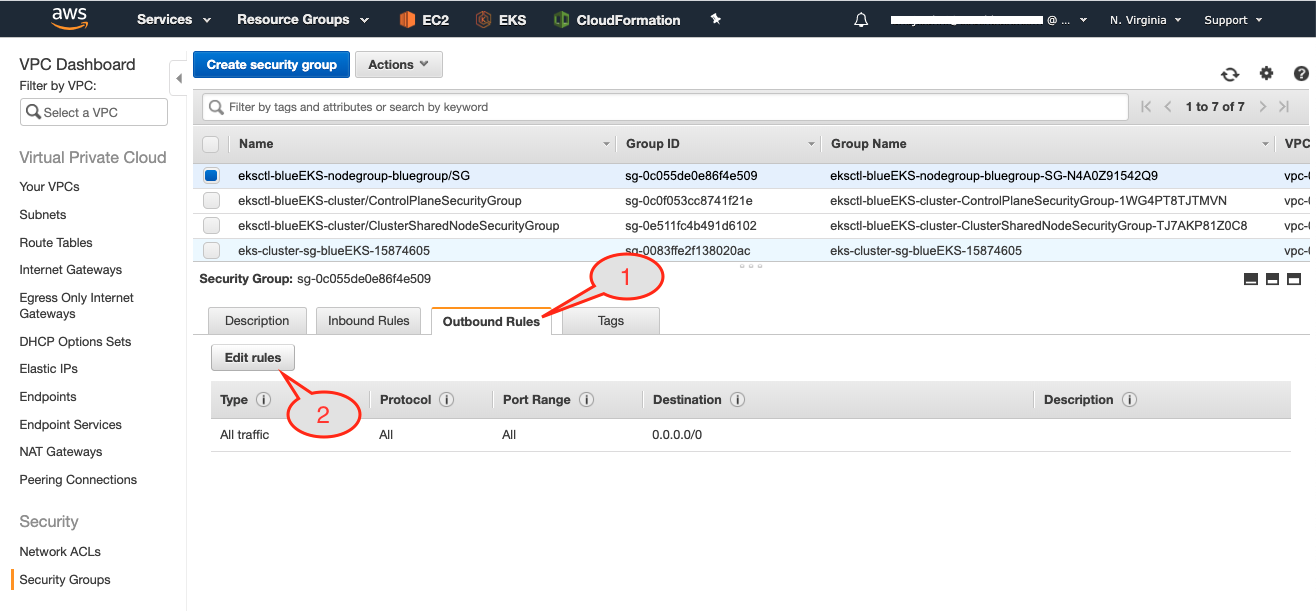 aws Services Resource Groups EC2 EKS CloudFormation @ ... N. Virginia Support
VPC Dashboard
Filter by VPC:
Select a VPC
Virtual Private Cloud
Your VPCs
Subnets
Route Tables
Internet Gateways
Egress Only Internet
Gateways
DHCP Options Sets
Elastic IPs
Endpoints
Endpoint Services
NAT Gateways
Peering Connections
Security
Network ACLs
Security Groups
Create security group Actions
Filter by tags and attributes or search by keyword 1 to 7 of 7
Name Group ID Group Name VPC
eksctl-blueEKS-nodegroup-bluegroup/SG sg-0c055de0e86f4e509 eksctl-blueEKS-nodegroup-bluegroup-SG-N4A0Z91542Q9 vpc-0
eksctl-blueEKS-cluster/ControlPlaneSecurityGroup sg-0c0f053cc8741f21e eksctl-blueEKS-cluster-ControlPlaneSecurityGroup-1WG4PT8TJTMVN vpc-0
eksctl-blueEKS-cluster/ClusterSharedNodeSecurityGroup sg-0e511fc4b491d6102 eksctl-blueEKS-cluster-ClusterSharedNodeSecurityGroup-TJ7AKP81Z0C8 vpc-0
eks-cluster-sg-blueEKS-15874605 sg-0083ffe2f138020ac eks-cluster-sg-blueEKS-15874605 vpc-0
Security Group: sg-0c055de0e86f4e509
1
Description Inbound Rules Outbound Rules Tags
Edit rules
2
Type Protocol Port Range Destination Description
All traffic All All 0.0.0.0/0